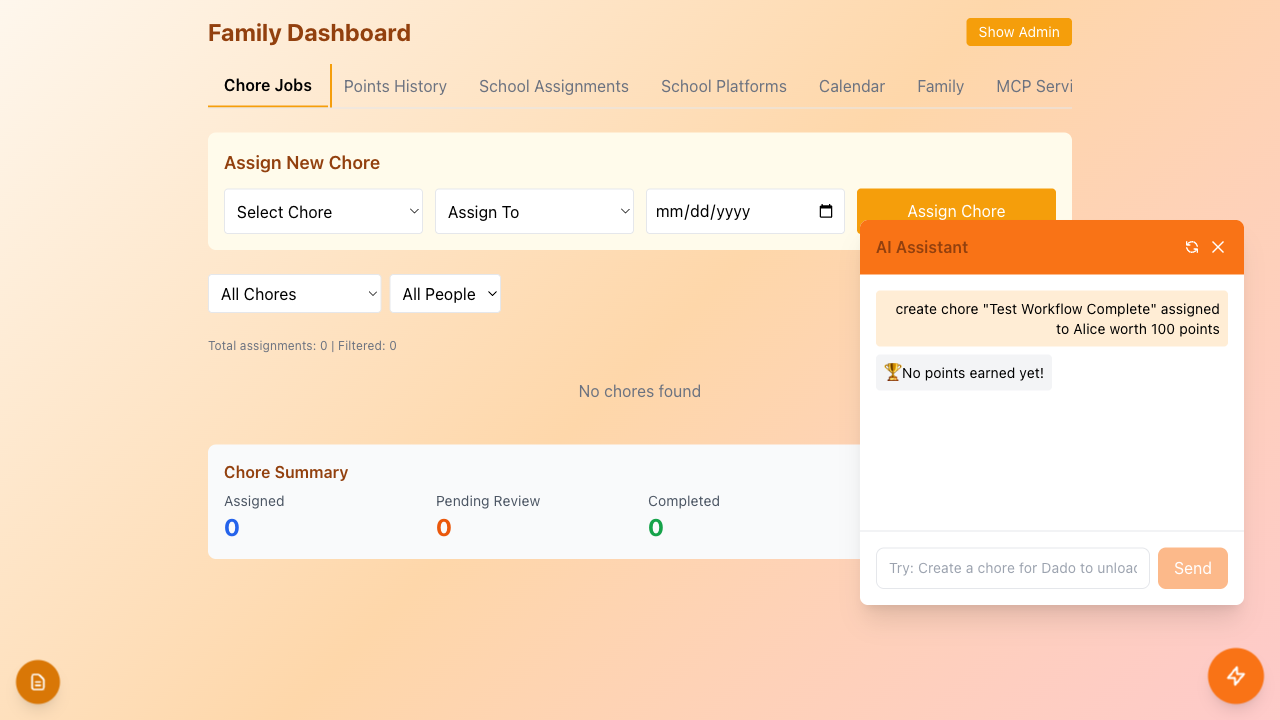 Family Dashboard
Show Admin
Chore Jobs
Points History
School Assignments
School Platforms
Calendar
Family
MCP Servi
Assign New Chore
Select Chore
Assign To
mm/dd/yyyy
Assign Chore
AI Assistant
create chore "Test Workflow Complete" assigned
to Alice worth 100 points
🏆No points earned yet!
Try: Create a chore for Dado to unload
Send
All Chores
All People
Total assignments: 0 | Filtered: 0
No chores found
Chore Summary
Assigned
0
Pending Review
0
Completed
0